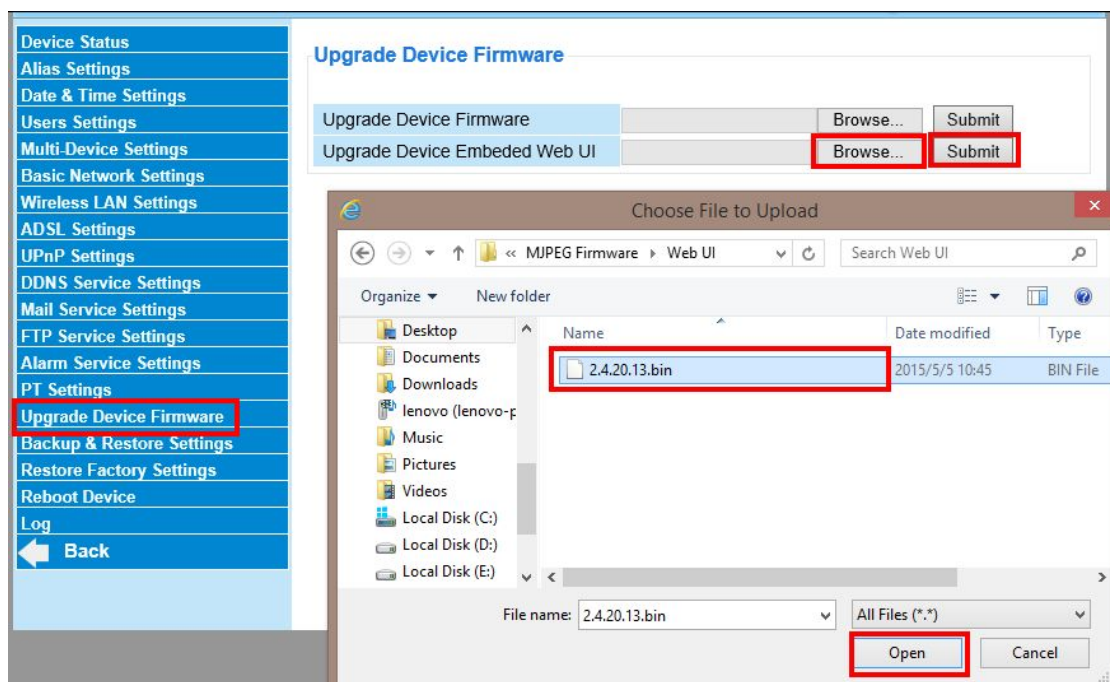 Device Status
Alias Settings
Date & Time Settings
Users Settings
Multi-Device Settings
Basic Network Settings
Wireless LAN Settings
ADSL Settings
UPnP Settings
DDNS Service Settings
Mail Service Settings
FTP Service Settings
Alarm Service Settings
PT Settings
Upgrade Device Firmware
Backup & Restore Settings
Restore Factory Settings
Reboot Device
Log
Back
Upgrade Device Firmware
Upgrade Device Firmware Browse... Submit
Upgrade Device Embeded Web UI Browse... Submit
Choose File to Upload
« MJPEG Firmware Web UI Search Web UI
Organize New folder
Name Date modified Type
2.4.20.13.bin 2015/5/5 10:45 BIN File
Desktop
Documents
Downloads
lenovo (lenovo-p
Music
Pictures
Videos
Local Disk (C:)
Local Disk (D:)
Local Disk (E:)
File name: 2.4.20.13.bin All Files (*.*)
Open Cancel